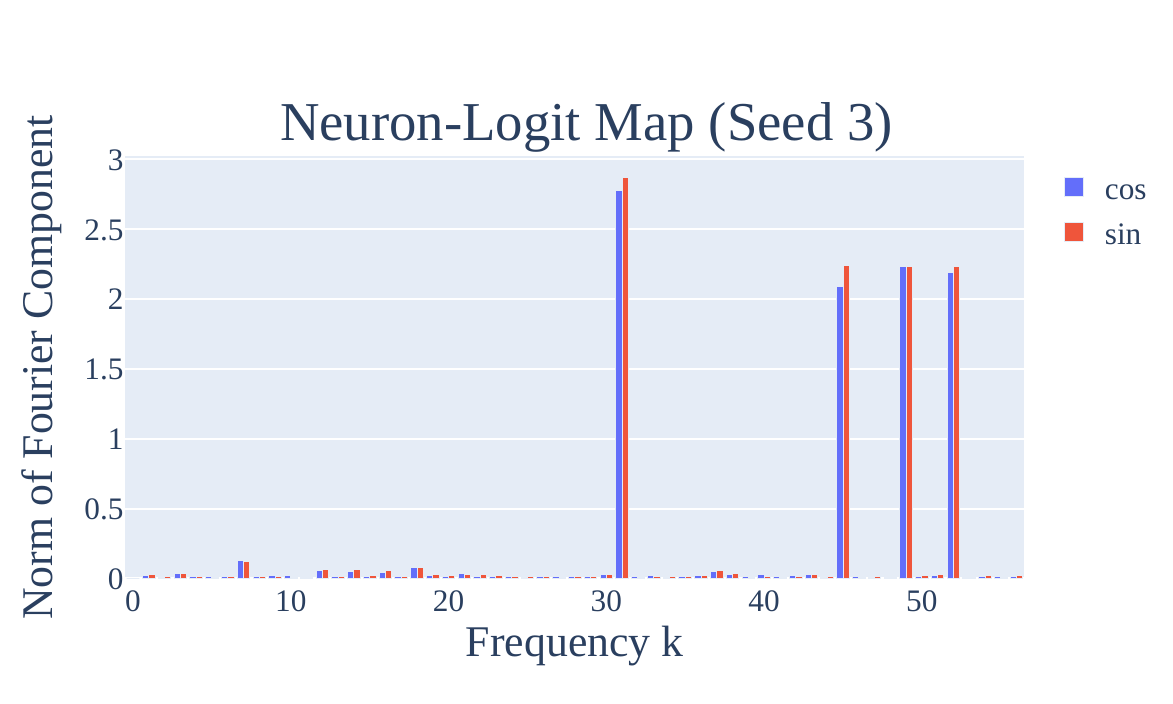 Neuron-Logit Map (Seed 3)
Norm of Fourier Component
3
2.5
2
1.5
1
0.5
0
0 10 20 30 40 50
Frequency k
cos
sin